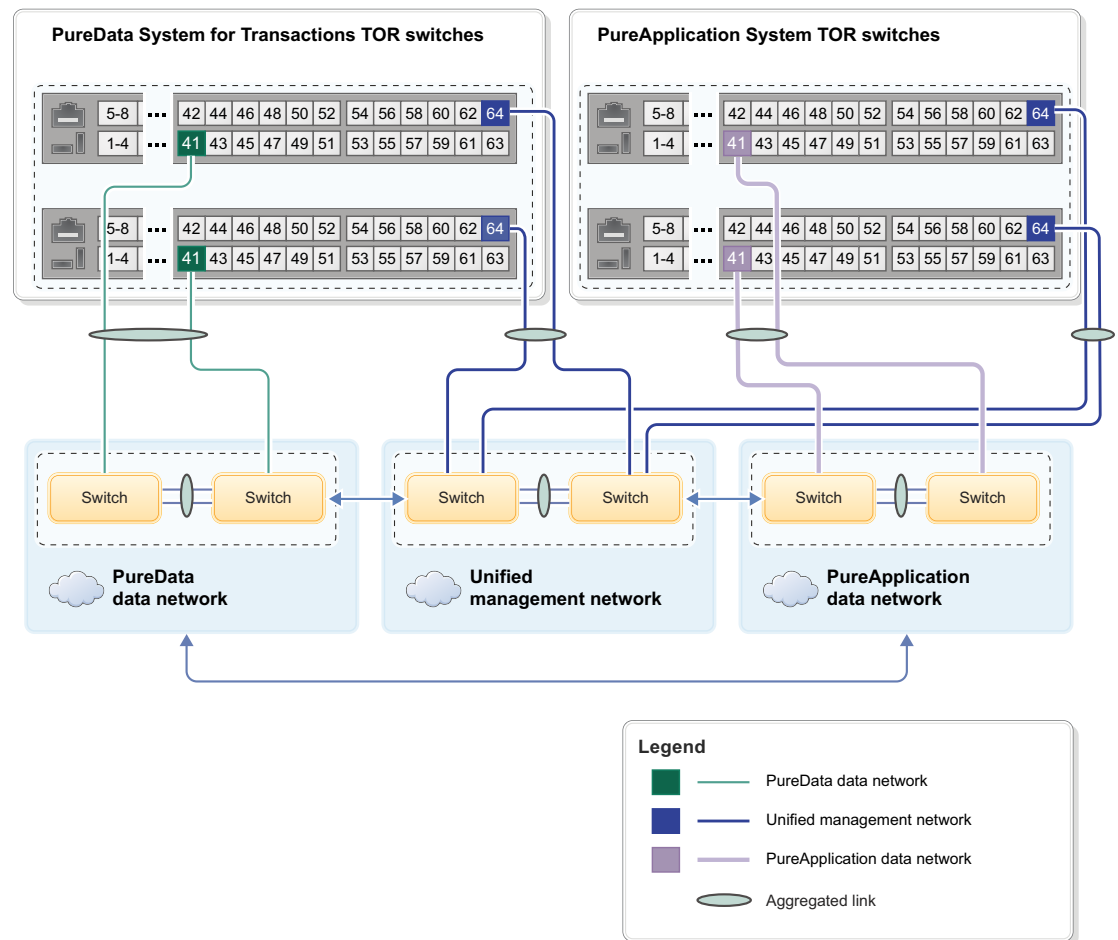 PureData System for Transactions TOR switches
5-8 ... 42 44 46 48 50 52 54 56 58 60 62 64
1-4 ... 41 43 45 47 49 51 53 55 57 59 61 63
5-8 ... 42 44 46 48 50 52 54 56 58 60 62 64
1-4 ... 41 43 45 47 49 51 53 55 57 59 61 63
PureApplication System TOR switches
5-8 ... 42 44 46 48 50 52 54 56 58 60 62 64
1-4 ... 41 43 45 47 49 51 53 55 57 59 61 63
5-8 ... 42 44 46 48 50 52 54 56 58 60 62 64
1-4 ... 41 43 45 47 49 51 53 55 57 59 61 63
Switch Switch
PureData
data network
Switch Switch
Unified
management network
Switch Switch
PureApplication
data network
Legend
PureData data network
Unified management network
PureApplication data network
Aggregated link